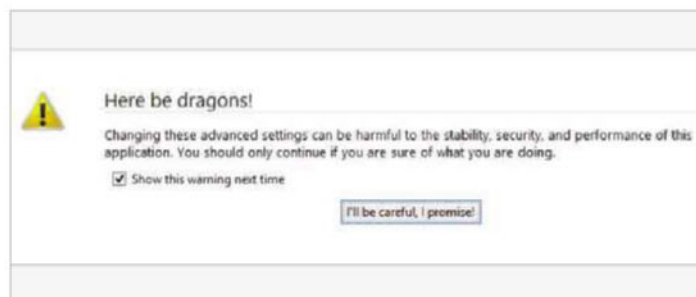 Here be dragons!
Changing these advanced settings can be harmful to the stability, security, and performance of this
application. You should only continue if you are sure of what you are doing.
Show this warning next time
I'll be careful, I promise!